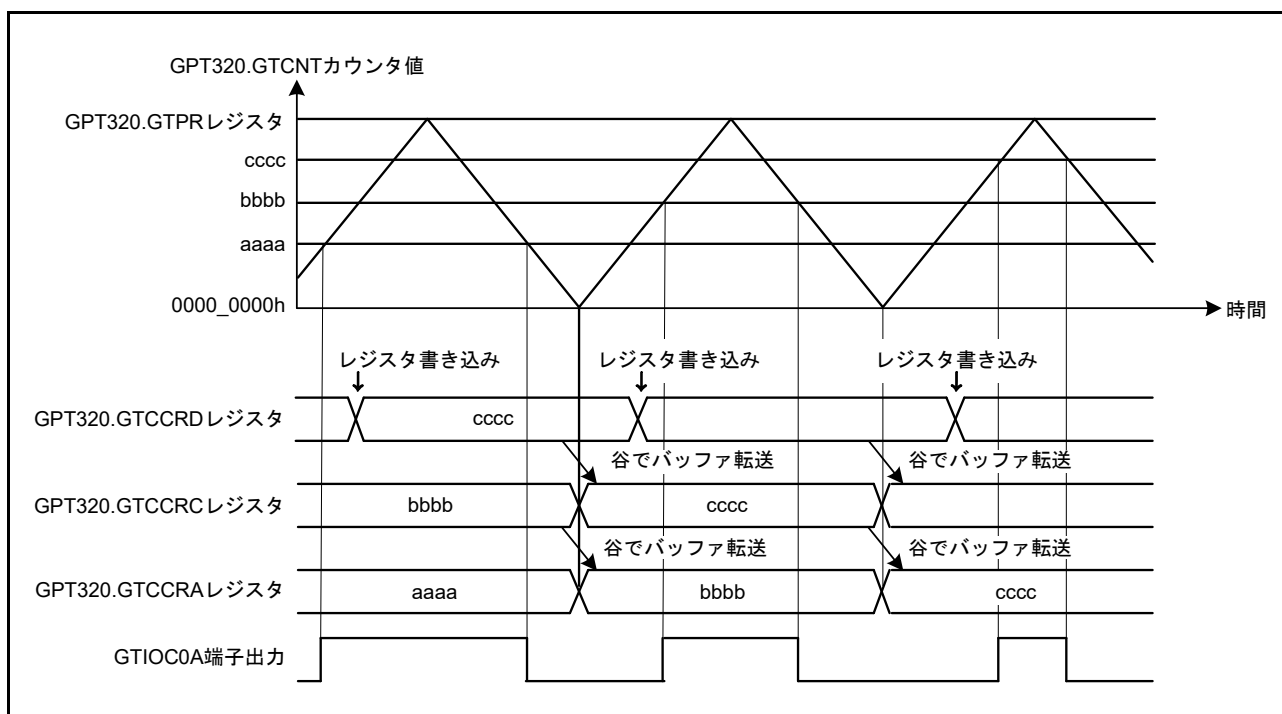 GPT320.GTCNTカウンタ値
GPT320.GTPRレジスタ
cccc
bbbb
aaaa
0000_0000h
時間
レジスタ書き込み レジスタ書き込み レジスタ書き込み
GPT320.GTCCRDレジスタ cccc
谷でバッファ転送 谷でバッファ転送
GPT320.GTCCRCレジスタ bbbb cccc
谷でバッファ転送 谷でバッファ転送
GPT320.GTCCRAレジスタ aaaa bbbb cccc
GTIOC0A端子出力